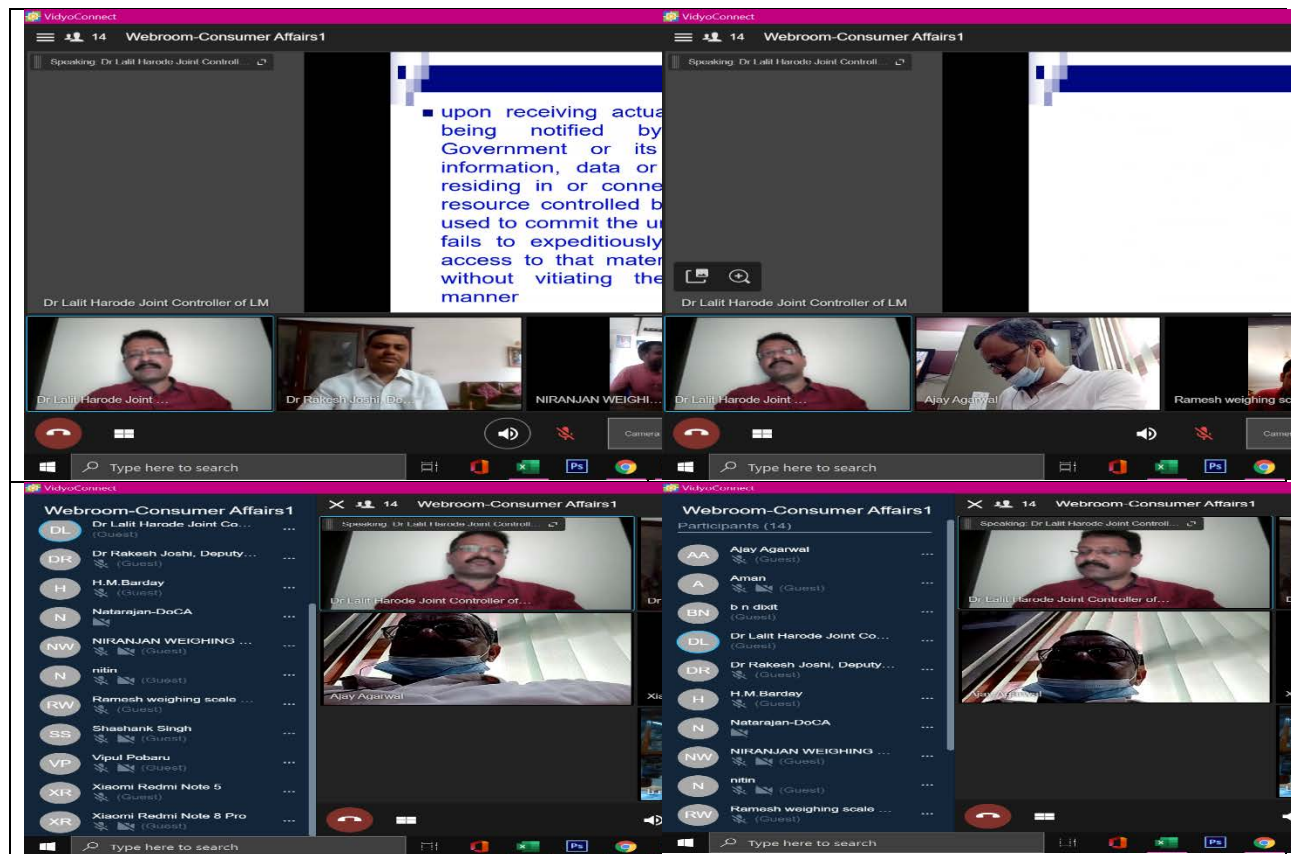 VidyoConnect
14 Webroom-Consumer Affairs1
Speaking: Dr Lalit Harode Joint Controll...
upon receiving actua
being notified by
Government or its
information, data or
residing in or conne
resource controlled b
used to commit the u
fails to expeditiously
access to that mater
without vitiating the
manner
Dr Lalit Harode Joint Controller of LM
Dr Lalit Harode Joint ...
Dr Rakesh Joshi, De...
NIRANJAN WEIGHI...
Camera
Type here to search
Ps
VidyoConnect
14 Webroom-Consumer Affairs1
Speaking: Dr Lalit Harode Joint Controll...
Dr Lalit Harode Joint Controller of LM
Dr Lalit Harode Joint ...
Ajay Agarwal
Ramesh weighing sc
Came
Type here to search
Ps
VidyoConnect
Webroom-Consumer Affairs1
DL Dr Lalit Harode Joint Co...
(Guest)
DR Dr Rakesh Joshi, Deputy...
(Guest)
H H.M.Barday
(Guest)
N Natarajan-DoCA
NW NIRANJAN WEIGHING ...
(Guest)
N nitin
(Guest)
RW Ramesh weighing scale ...
(Guest)
SS Shashank Singh
(Guest)
VP Vipul Pobaru
(Guest)
XR Xiaomi Redmi Note 5
(Guest)
XR Xiaomi Redmi Note 8 Pro
(Guest)
14 Webroom-Consumer Affairs1
Speaking: Dr Lalit Harode Joint Controll...
Dr Lalit Harode Joint Controller of...
Dr
Ajay Agarwal
Xia
Type here to search
Ps
VidyoConnect
Webroom-Consumer Affairs1
Participants (14)
AA Ajay Agarwal
(Guest)
A Aman
(Guest)
BN b n dixit
(Guest)
DL Dr Lalit Harode Joint Co...
(Guest)
DR Dr Rakesh Joshi, Deputy...
(Guest)
H H.M.Barday
(Guest)
N Natarajan-DoCA
NW NIRANJAN WEIGHING ...
(Guest)
N nitin
(Guest)
RW Ramesh weighing scale ...
(Guest)
14 Webroom-Consumer Affairs1
Speaking: Dr Lalit Harode Joint Controll...
Dr Lalit Harode Joint Controller of...
Ajay Agarwal
Type here to search
Ps